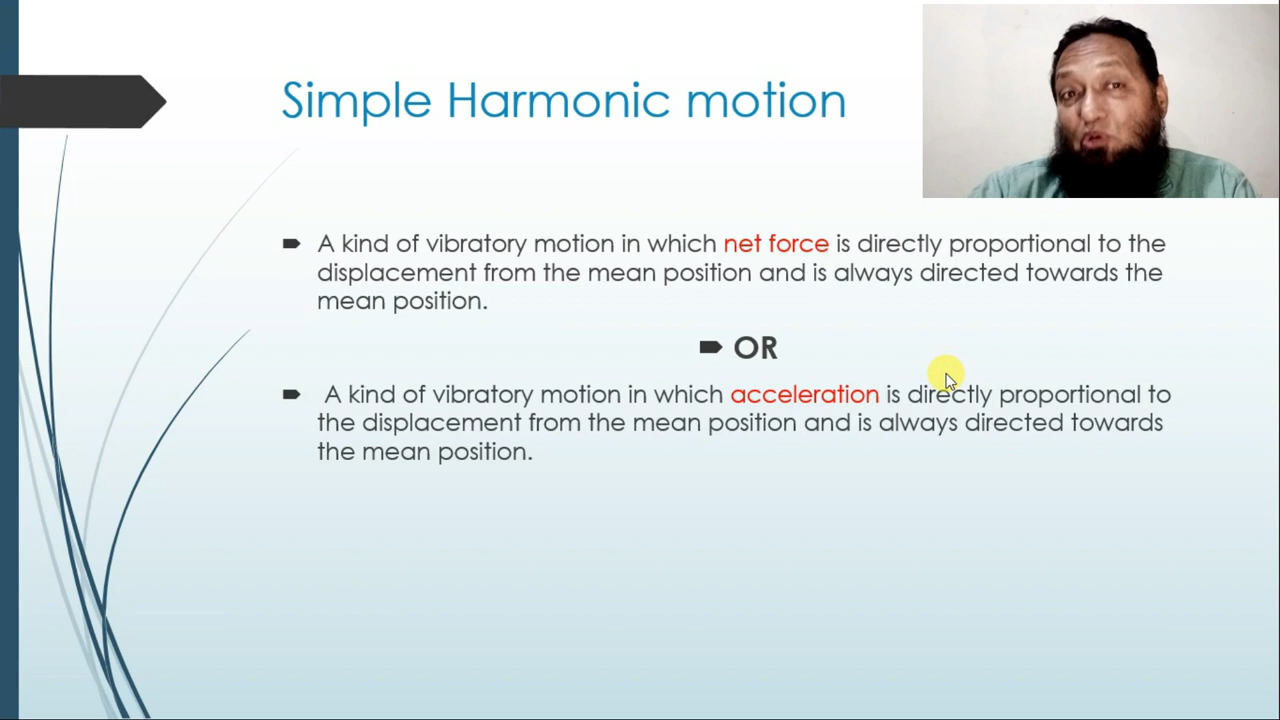 Simple Harmonic motion
A kind of vibratory motion in which net force is directly proportional to the
displacement from the mean position and is always directed towards the
mean position.
OR
A kind of vibratory motion in which acceleration is directly proportional to
the displacement from the mean position and is always directed towards
the mean position.